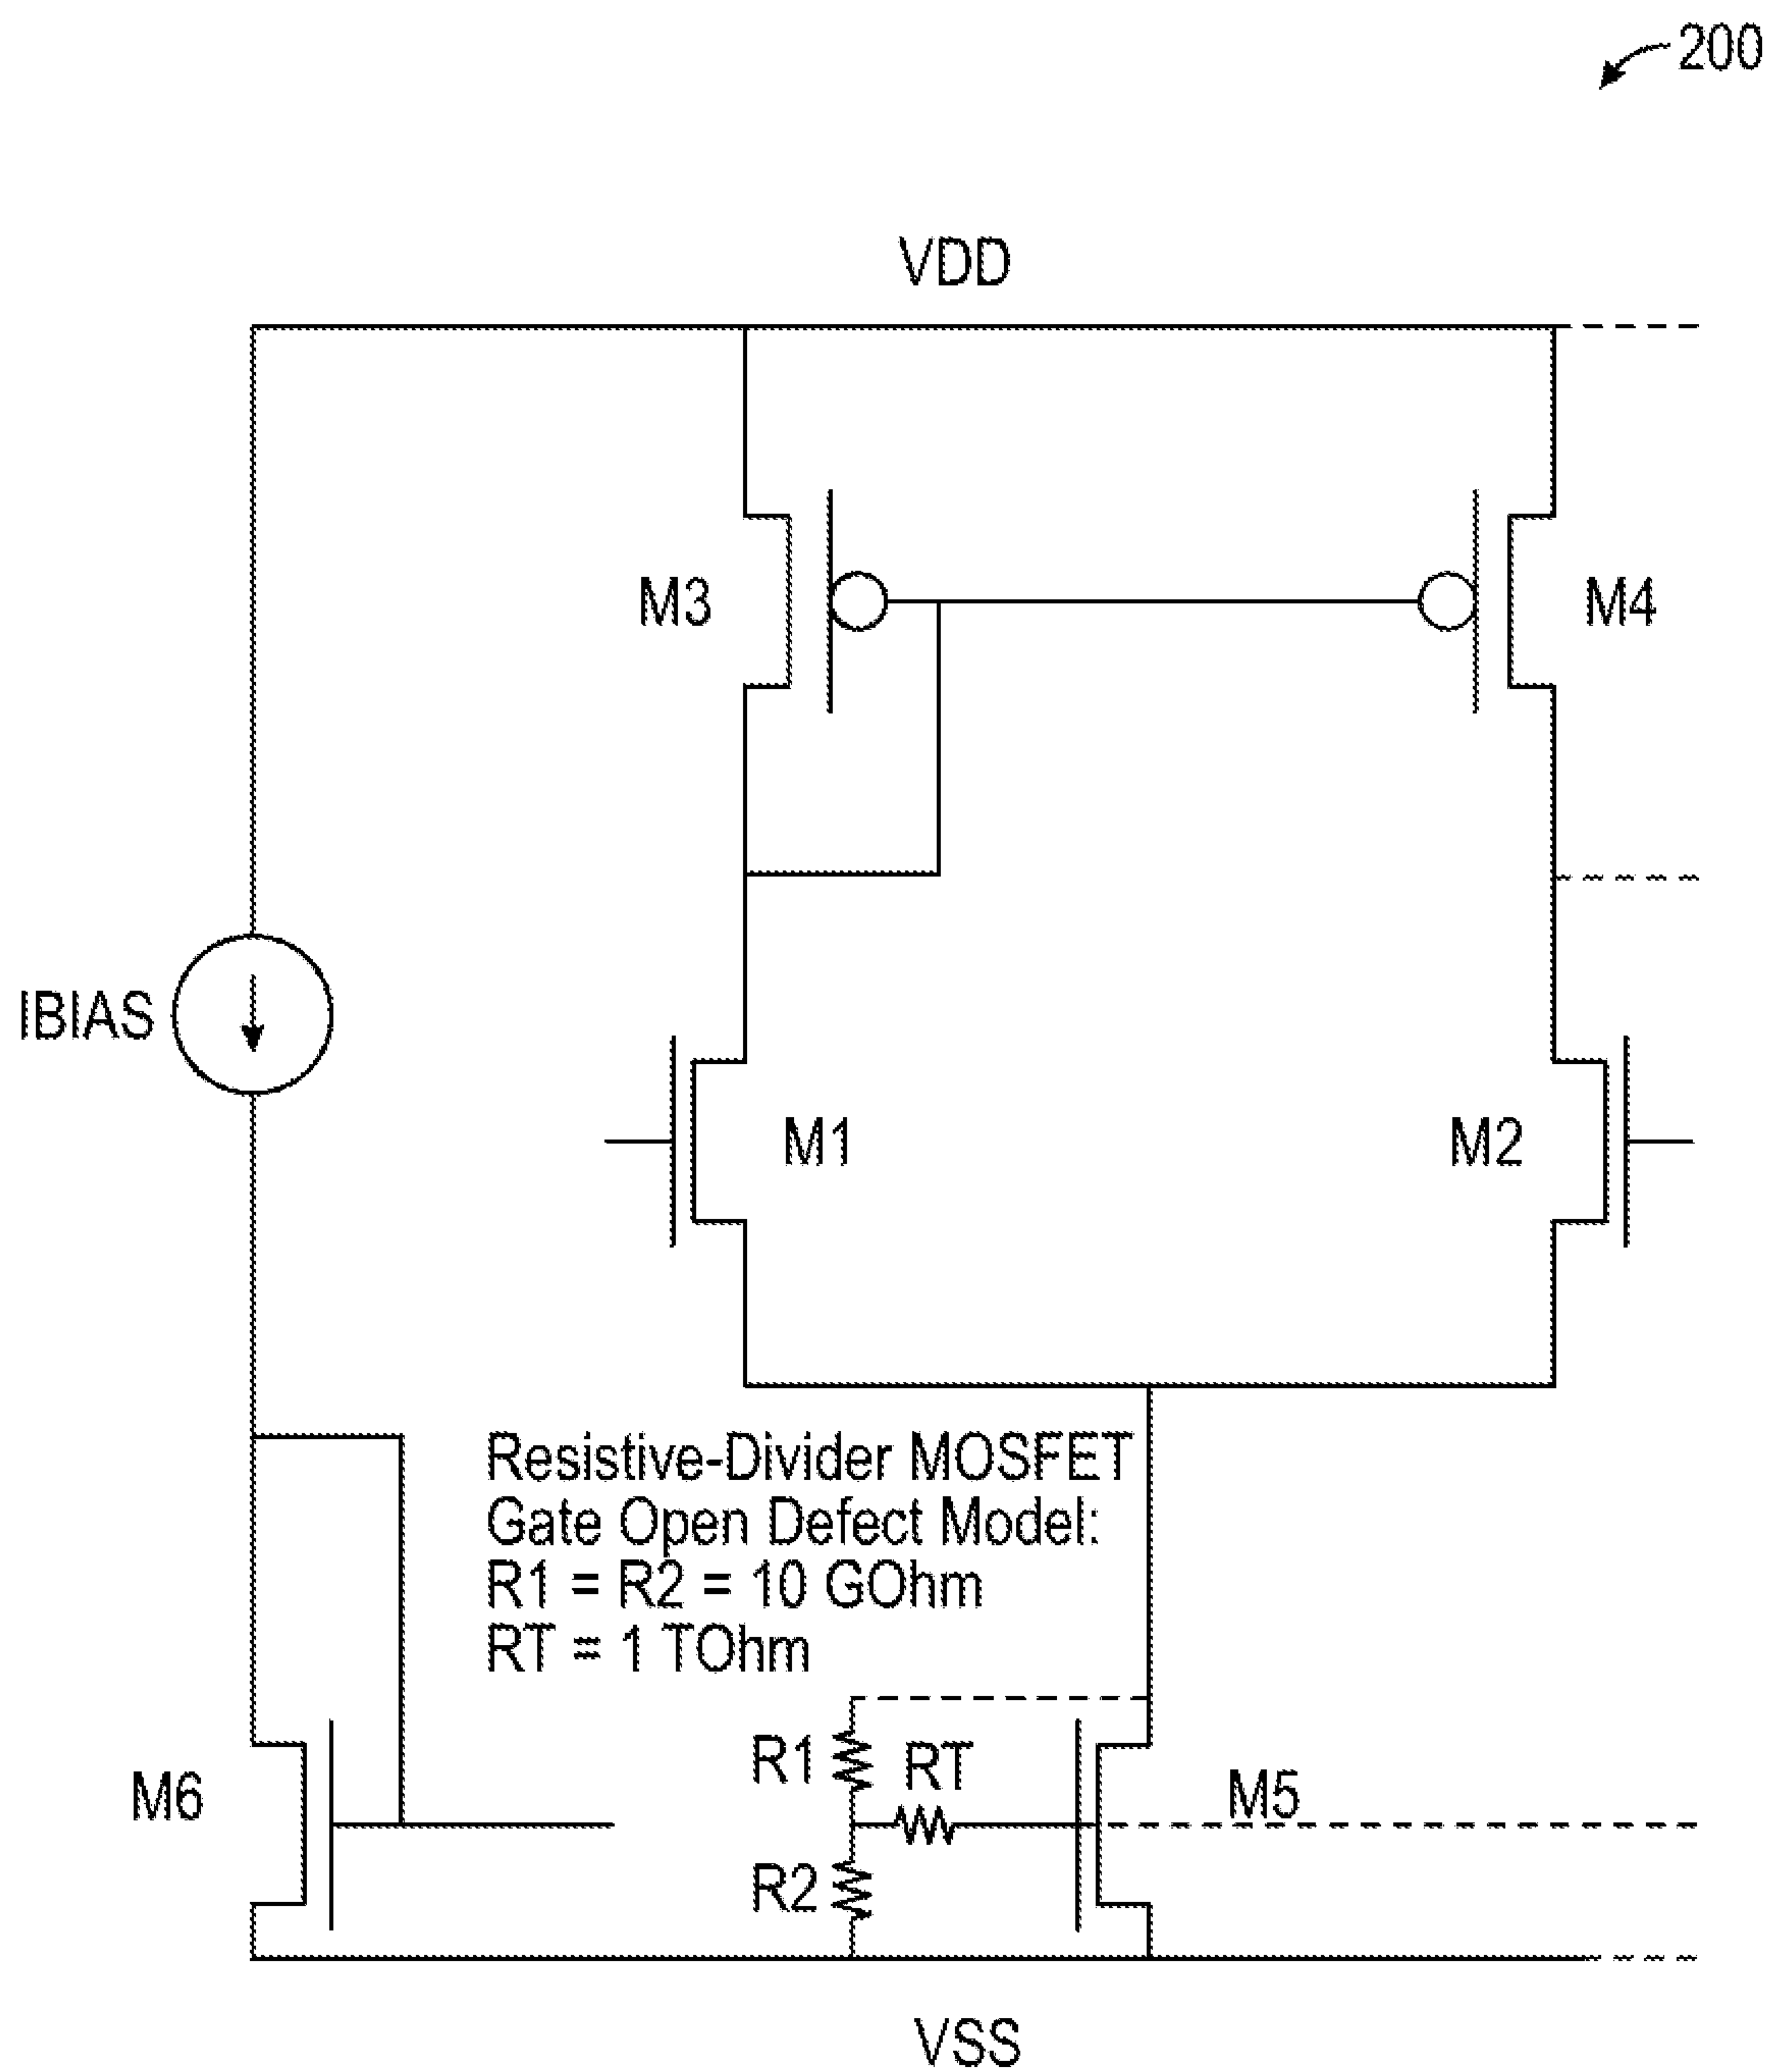 200
VDD
M3
M4
IBIAS
M1
M2
Resistive-Divider MOSFET
Gate Open Defect Model:
R1 = R2 = 10 GOhm
RT = 1 TOhm
R1
RT
M6
M5
R2
VSS